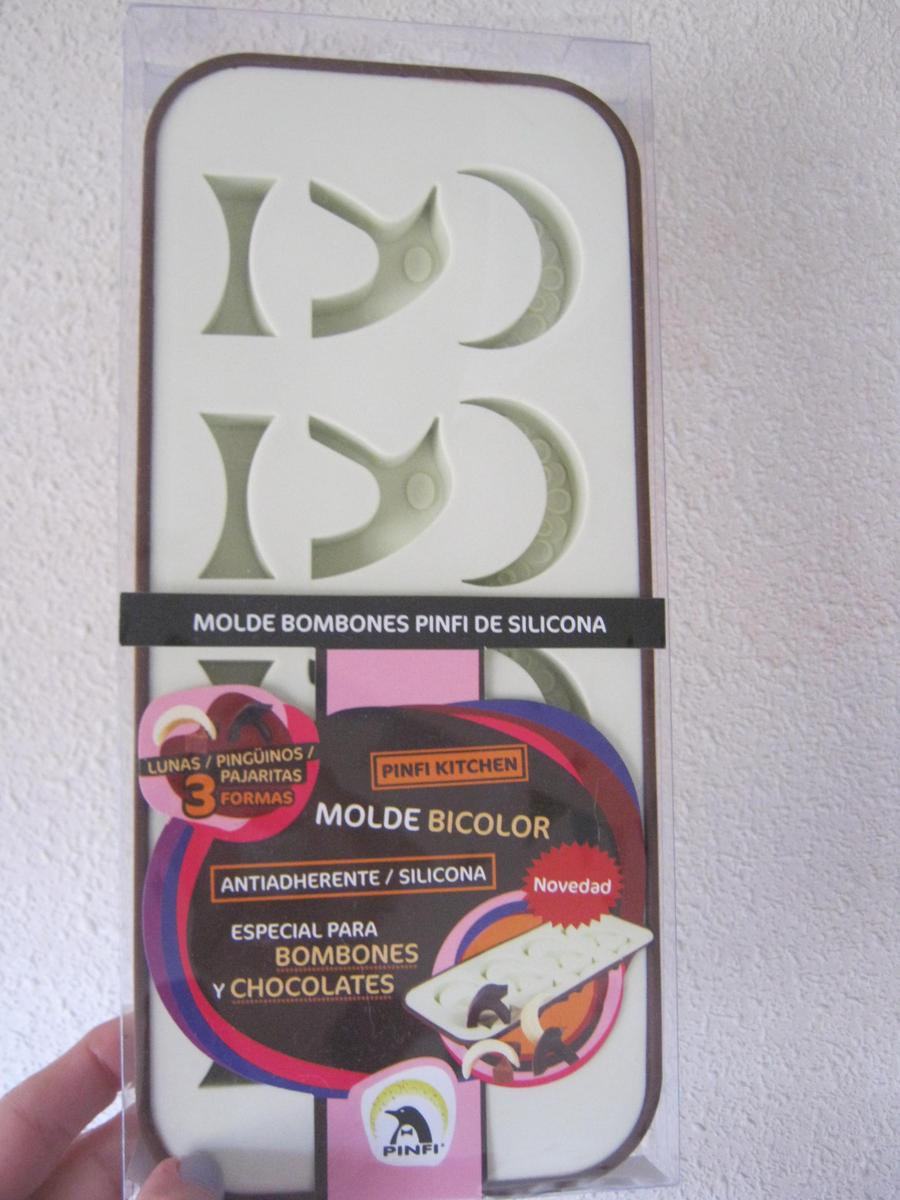 MOLDE BOMBONES PINFI DE SILICONA
LUNAS / PINGÜINOS /
PAJARITAS
3 FORMAS
PINFI KITCHEN
MOLDE BICOLOR
ANTIADHERENTE / SILICONA
Novedad
ESPECIAL PARA
BOMBONES
Y CHOCOLATES
PINFI